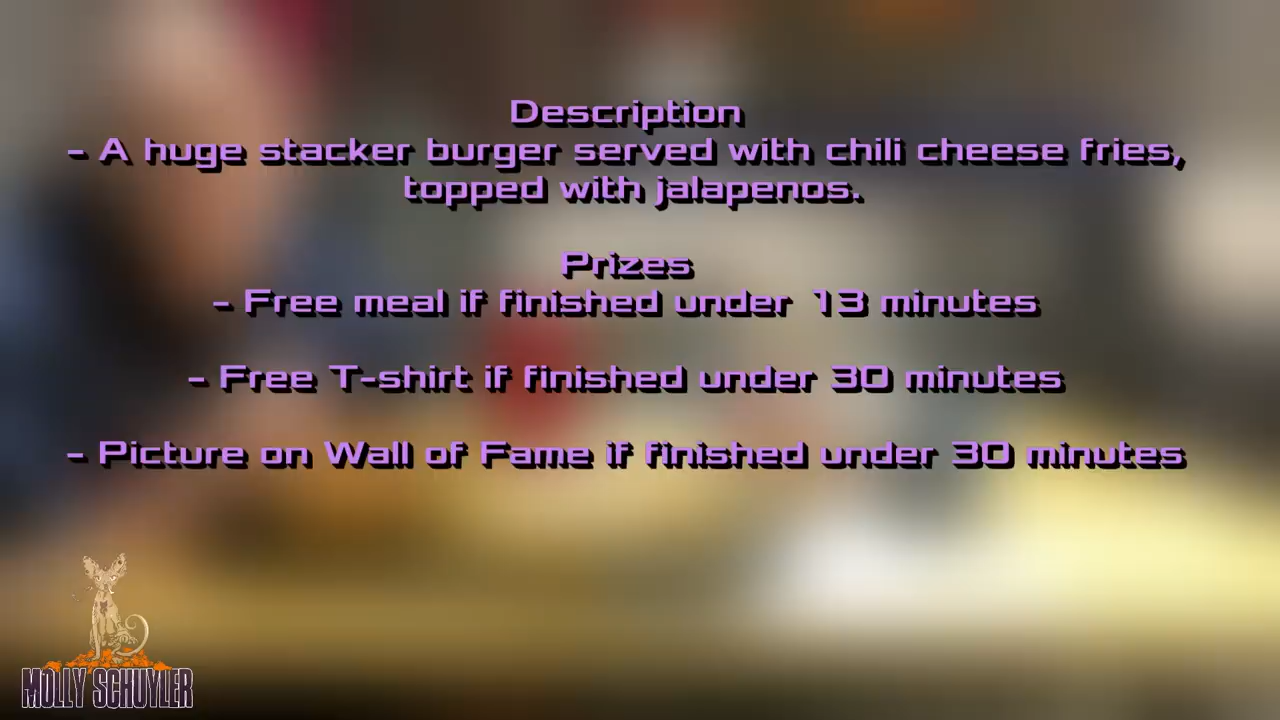 Description
- A huge stacker burger served with chili cheese fries,
topped with jalapenos.
Prizes
- Free meal if finished under 13 minutes
- Free T-shirt if finished under 30 minutes
- Picture on Wall of Fame if finished under 30 minutes
MOLLY SCHUYLER